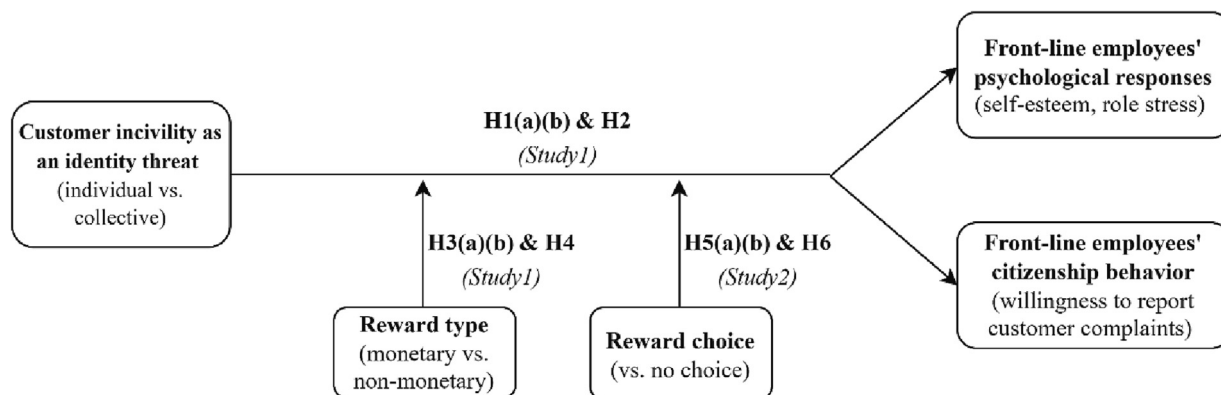 Customer incivility as
an identity threat
(individual vs.
collective)
H1(a)(b) & H2
(Study1)
H3(a)(b) & H4
(Study1)
Reward type
(monetary vs.
non-monetary)
H5(a)(b) & H6
(Study2)
Reward choice
(vs. no choice)
Front-line employees'
psychological responses
(self-esteem, role stress)
Front-line employees'
citizenship behavior
(willingness to report
customer complaints)